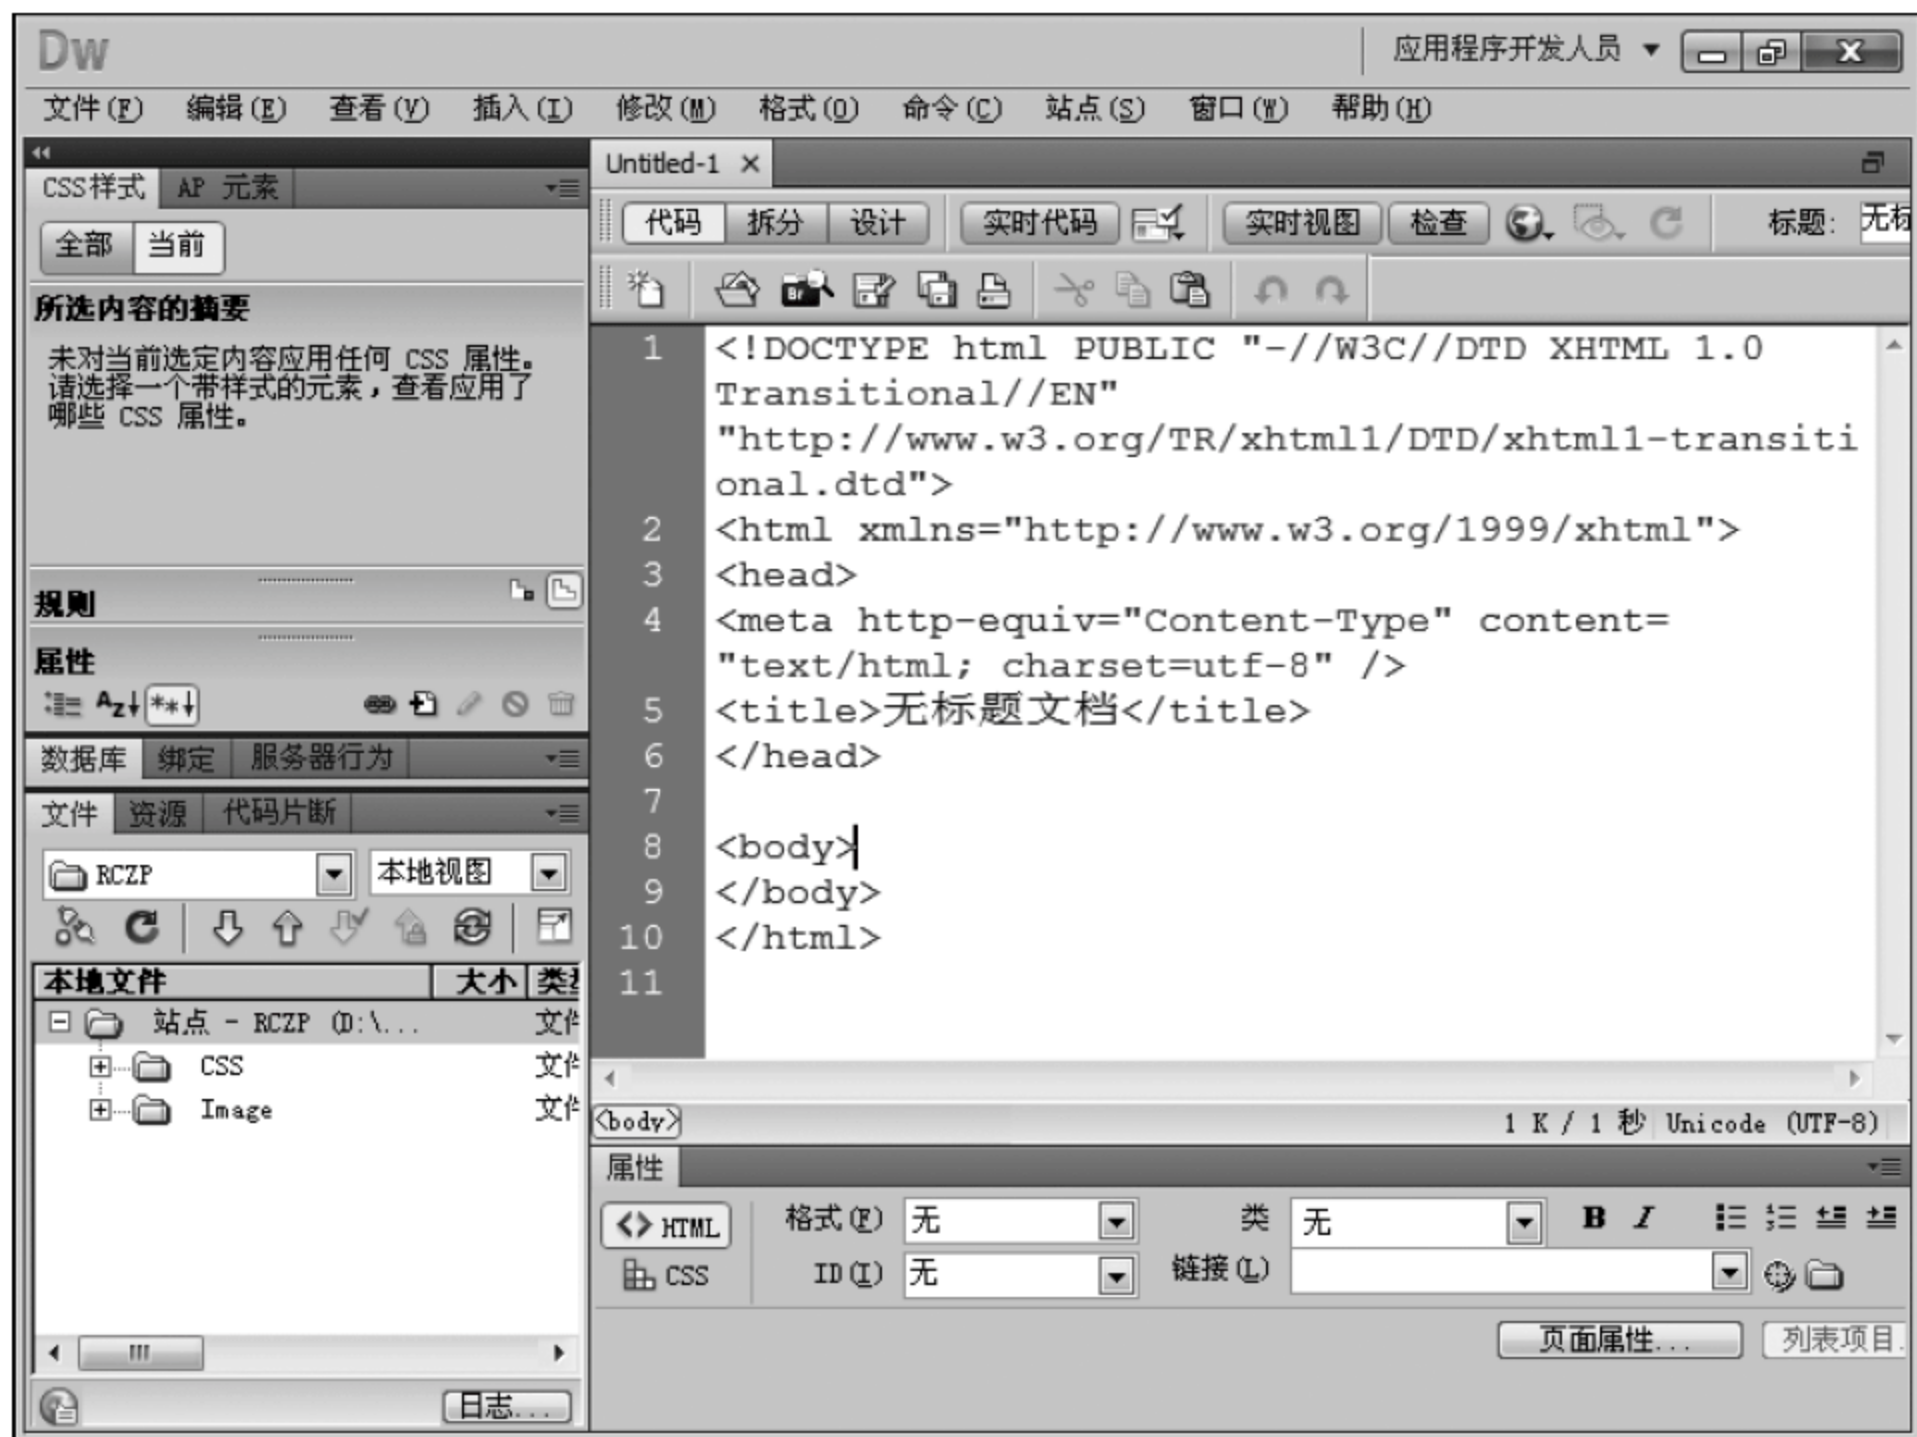 Dw
应用程序开发人员
文件(F) 编辑(E) 查看(V) 插入(I) 修改(M) 格式(O) 命令(C) 站点(S) 窗口(W) 帮助(H)
CSS样式 AP 元素
全部 当前
所选内容的摘要
未对当前选定内容应用任何 CSS 属性。
请选择一个带样式的元素，查看应用了
哪些 CSS 属性。
规则
属性
数据库 绑定 服务器行为
文件 资源 代码片断
RCZP 本地视图
本地文件 大小
站点 - RCZP (D:\...
CSS
Image
日志...
Untitled-1
代码 拆分 设计 实时代码 实时视图 检查 标题: 无标
Br
1 <!DOCTYPE html PUBLIC "-//W3C//DTD XHTML 1.0
Transitional//EN"
"http://www.w3.org/TR/xhtml1/DTD/xhtml1-transiti
onal.dtd">
2 <html xmlns="http://www.w3.org/1999/xhtml">
3 <head>
4 <meta http-equiv="Content-Type" content=
"text/html; charset=utf-8" />
5 <title>无标题文档</title>
6 </head>
7
8 <body>
9 </body>
10 </html>
11
<body> 1 K / 1 秒 Unicode (UTF-8)
属性
<> HTML 格式(F) 无 类 无 B I
CSS ID(I) 无 链接(L)
页面属性... 列表项目.